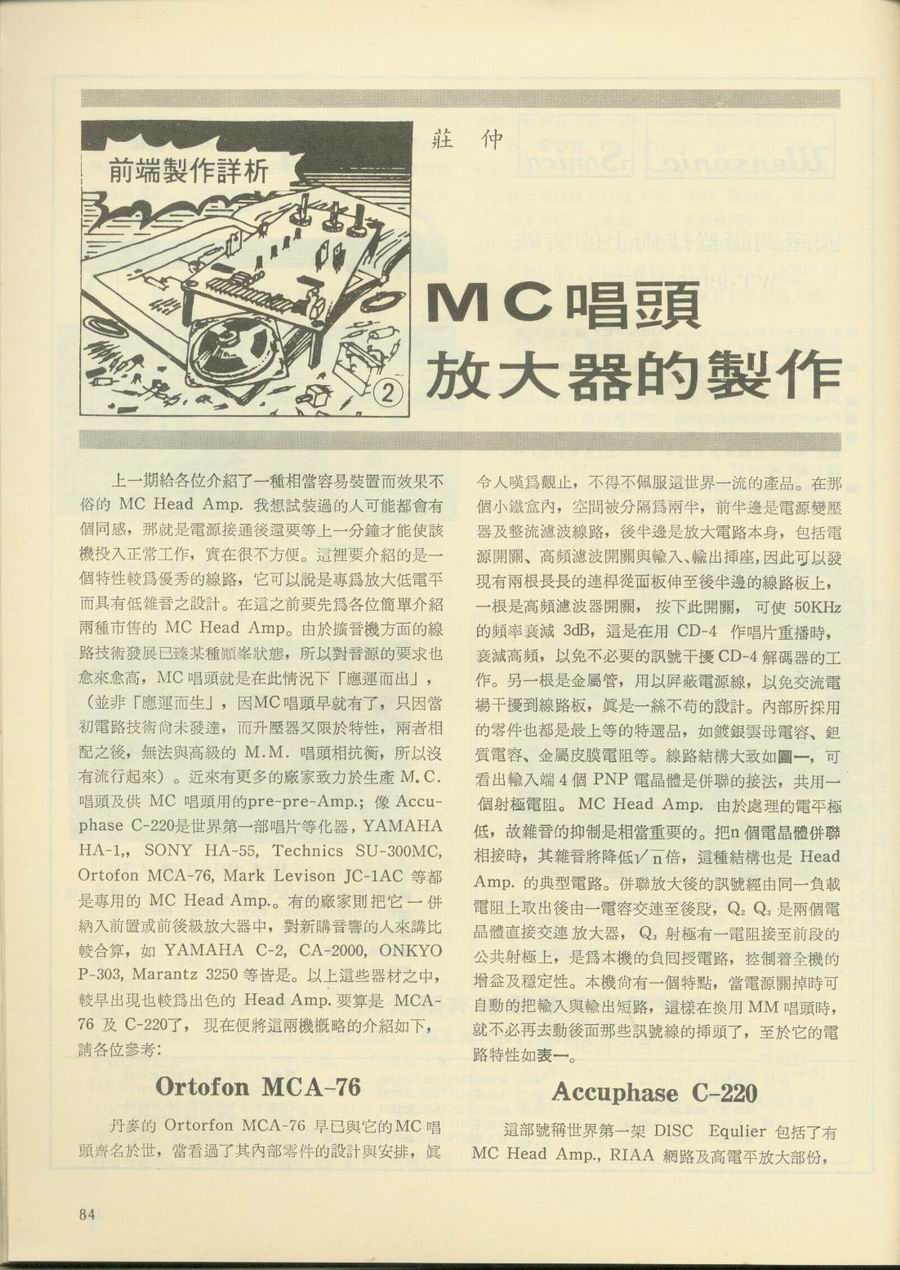 莊 仲
前端製作詳析
②
MC唱頭
放大器的製作
上一期給各位介紹了一種相當容易裝置而效果不
俗的 MC Head Amp. 我想試裝過的人可能都會有
個同感，那就是電源接通後還要等上一分鐘才能使該
機投入正常工作，實在很不方便。這裡要介紹的是一
個特性較爲優秀的線路，它可以說是專爲放大低電平
而具有低雜音之設計。在這之前要先爲各位簡單介紹
兩種市售的 MC Head Amp。由於擴音機方面的線
路技術發展已臻某種顚峯狀態，所以對音源的要求也
愈來愈高，MC 唱頭就是在此情況下「應運而出」，
（並非「應運而生」，因MC唱頭早就有了，只因當
初電路技術尙未發達，而升壓器又限於特性，兩者相
配之後，無法與高級的 M.M. 唱頭相抗衡，所以沒
有流行起來）。近來有更多的廠家致力於生產 M.C.
唱頭及供 MC 唱頭用的pre-pre-Amp.；像 Accu-
phase C-220是世界第一部唱片等化器，YAMAHA
HA-1,, SONY HA-55, Technics SU-300MC,
Ortofon MCA-76, Mark Levison JC-1AC 等都
是專用的 MC Head Amp.。有的廠家則把它一併
納入前置或前後級放大器中，對新購音響的人來講比
較合算，如 YAMAHA C-2, CA-2000, ONKYO
P-303, Marantz 3250 等皆是。以上這些器材之中，
較早出現也較爲出色的 Head Amp. 要算是 MCA-
76 及 C-220了，現在便將這兩機概略的介紹如下，
請各位參考：
Ortofon MCA-76
丹麥的 Ortorfon MCA-76 早已與它的MC唱
頭齊名於世，當看過了其內部零件的設計與安排，眞
令人嘆爲觀止，不得不佩服這世界一流的產品。在那
個小鐵盒內，空間被分隔爲兩半，前半邊是電源變壓
器及整流濾波線路，後半邊是放大電路本身，包括電
源開關、高頻濾波開關與輸入、輸出揷座，因此可以發
現有兩根長長的連桿從面板伸至後半邊的線路板上，
一根是高頻濾波器開關，按下此開關，可使 50KHz
的頻率衰減 3dB，這是在用 CD-4 作唱片重播時，
衰減高頻，以免不必要的訊號干擾CD-4解碼器的工
作。另一根是金屬管，用以屏蔽電源線，以免交流電
場干擾到線路板，眞是一絲不苟的設計。內部所採用
的零件也都是最上等的特選品，如鍍銀雲母電容、鉭
質電容、金屬皮膜電阻等。線路結構大致如圖一，可
看出輸入端4個 PNP 電晶體是併聯的接法，共用一
個射極電阻。MC Head Amp. 由於處理的電平極
低，故雜音的抑制是相當重要的。把n個電晶體併聯
相接時，其雜音將降低√n倍，這種結構也是 Head
Amp. 的典型電路。併聯放大後的訊號經由同一負載
電阻上取出後由一電容交連至後段，Q₂ Q₃ 是兩個電
晶體直接交連放大器，Q₃ 射極有一電阻接至前段的
公共射極上，是爲本機的負囘授電路，控制着全機的
增益及穩定性。本機尙有一個特點，當電源關掉時可
自動的把輸入與輸出短路，這樣在換用 MM 唱頭時，
就不必再去動後面那些訊號線的揷頭了，至於它的電
路特性如表一。
Accuphase C-220
這部號稱世界第一架 DISC Equlier 包括了有
MC Head Amp., RIAA 網路及高電平放大部份，
84